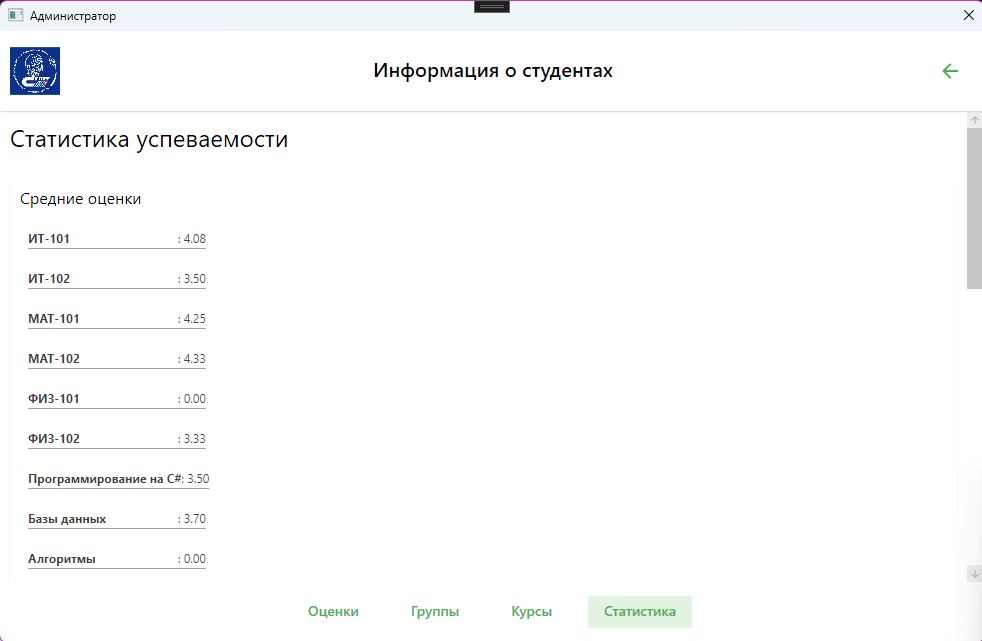 Администратор
Информация о студентах
Статистика успеваемости
Средние оценки
ИТ-101 : 4.08
ИТ-102 : 3.50
МАТ-101 : 4.25
МАТ-102 : 4.33
ФИЗ-101 : 0.00
ФИЗ-102 : 3.33
Программирование на C#: 3.50
Базы данных : 3.70
Алгоритмы : 0.00
Оценки Группы Курсы Статистика